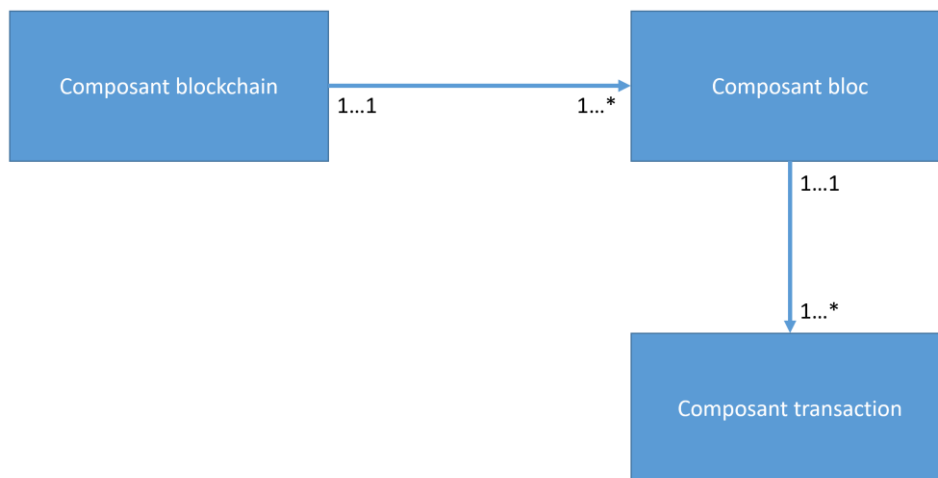 Composant blockchain
Composant bloc
1...1
1...*
1...1
1...*
Composant transaction